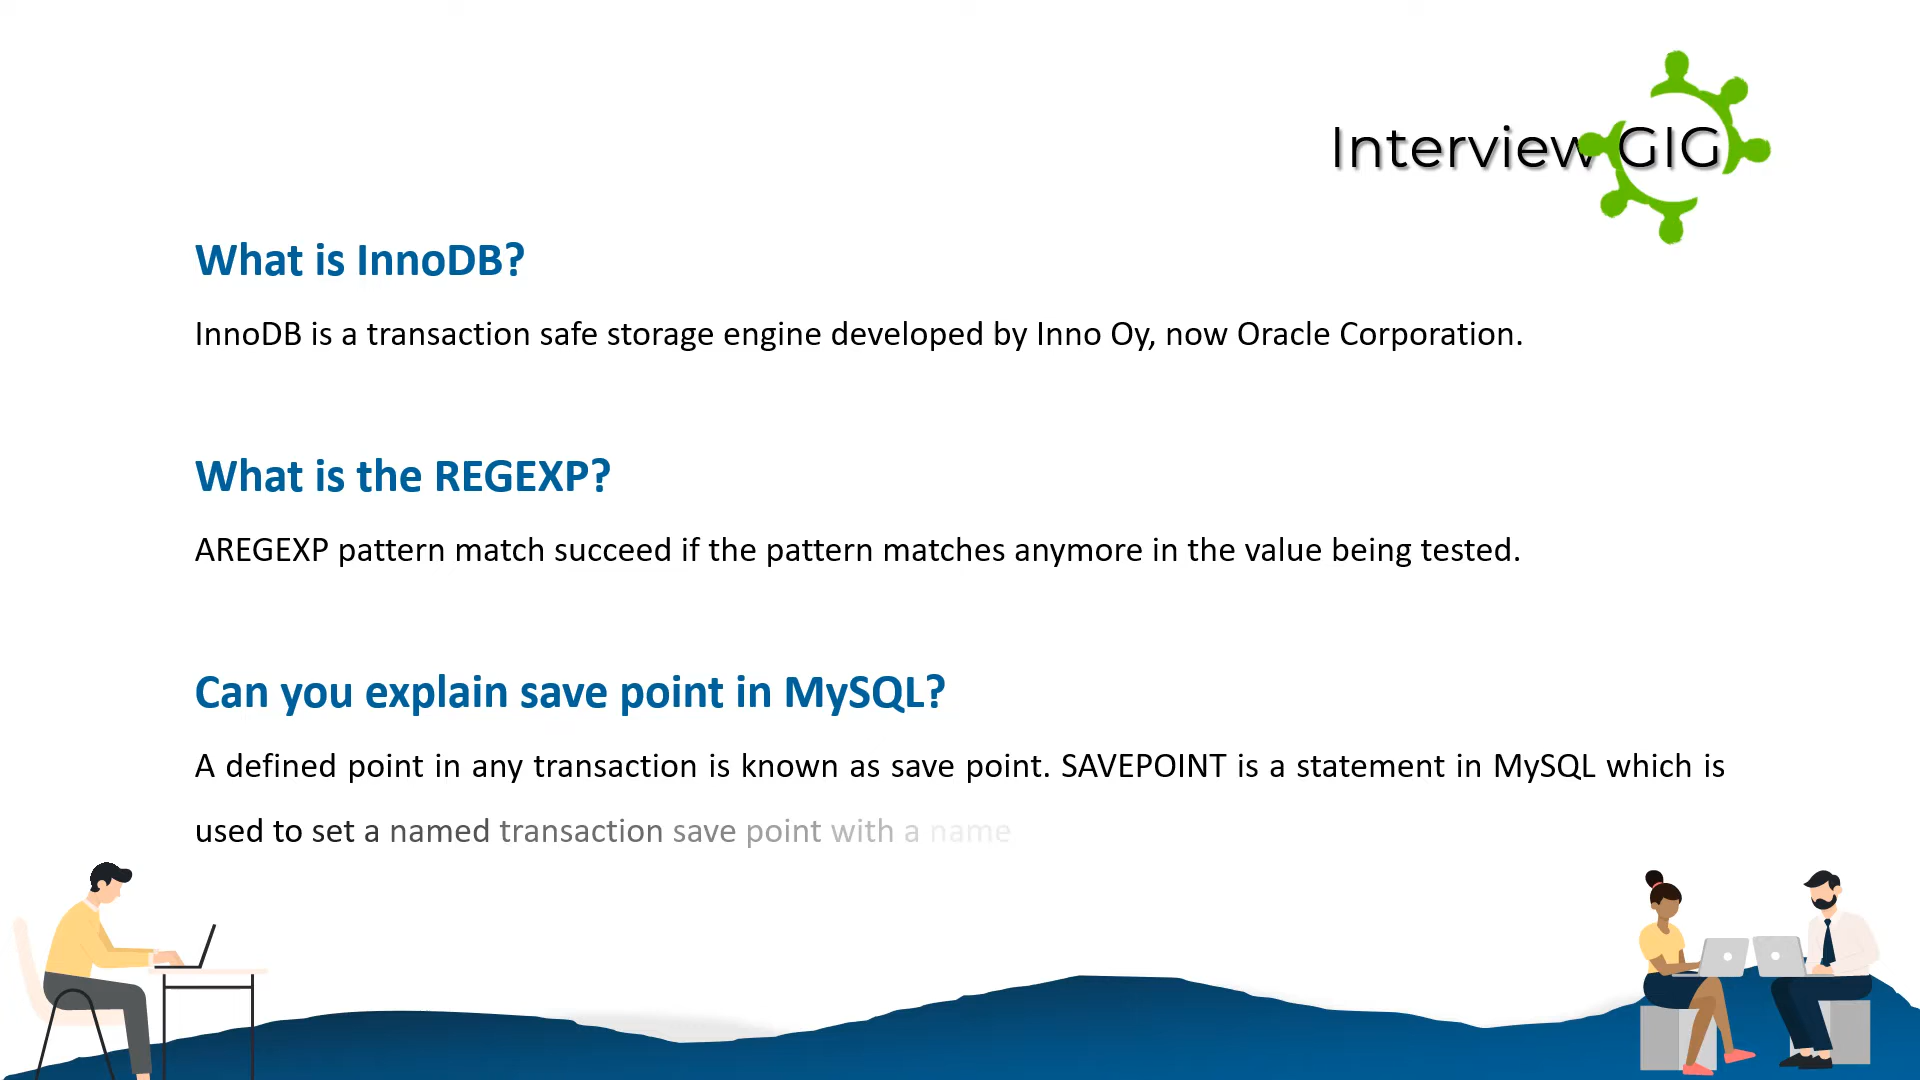 Interview GIG
What is InnoDB?
InnoDB is a transaction safe storage engine developed by Inno Oy, now Oracle Corporation.
What is the REGEXP?
AREGEXP pattern match succeed if the pattern matches anymore in the value being tested.
Can you explain save point in MySQL?
A defined point in any transaction is known as save point. SAVEPOINT is a statement in MySQL which is
used to set a named transaction save point with a name